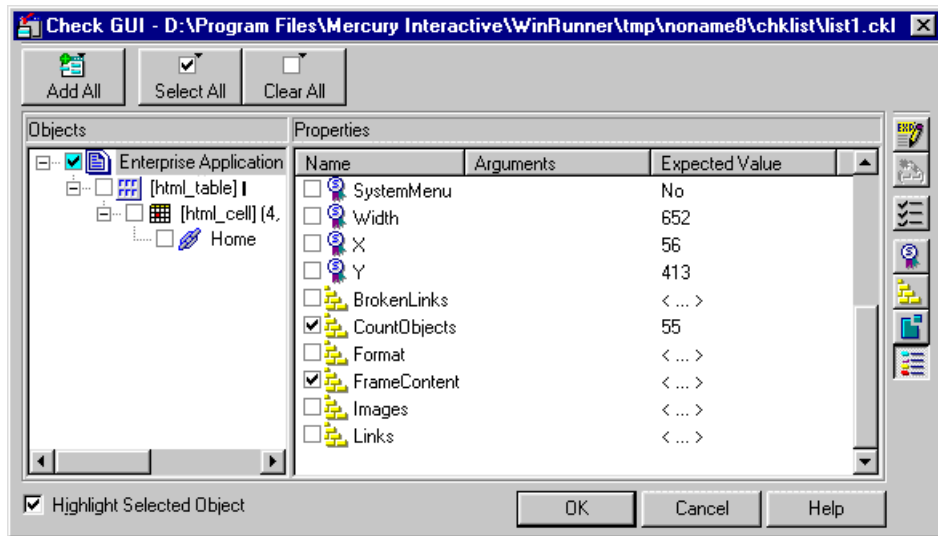 Check GUI - D:\Program Files\Mercury Interactive\WinRunner\tmp\noname8\chklist\list1.ckl
Add All Select All Clear All
Objects
Enterprise Application
[html_table]
[html_cell] (4,
Home
Properties
Name Arguments Expected Value
SystemMenu No
Width 652
X 56
Y 413
BrokenLinks < ... >
CountObjects 55
Format < ... >
FrameContent < ... >
Images < ... >
Links < ... >
EXP
Highlight Selected Object
OK Cancel Help